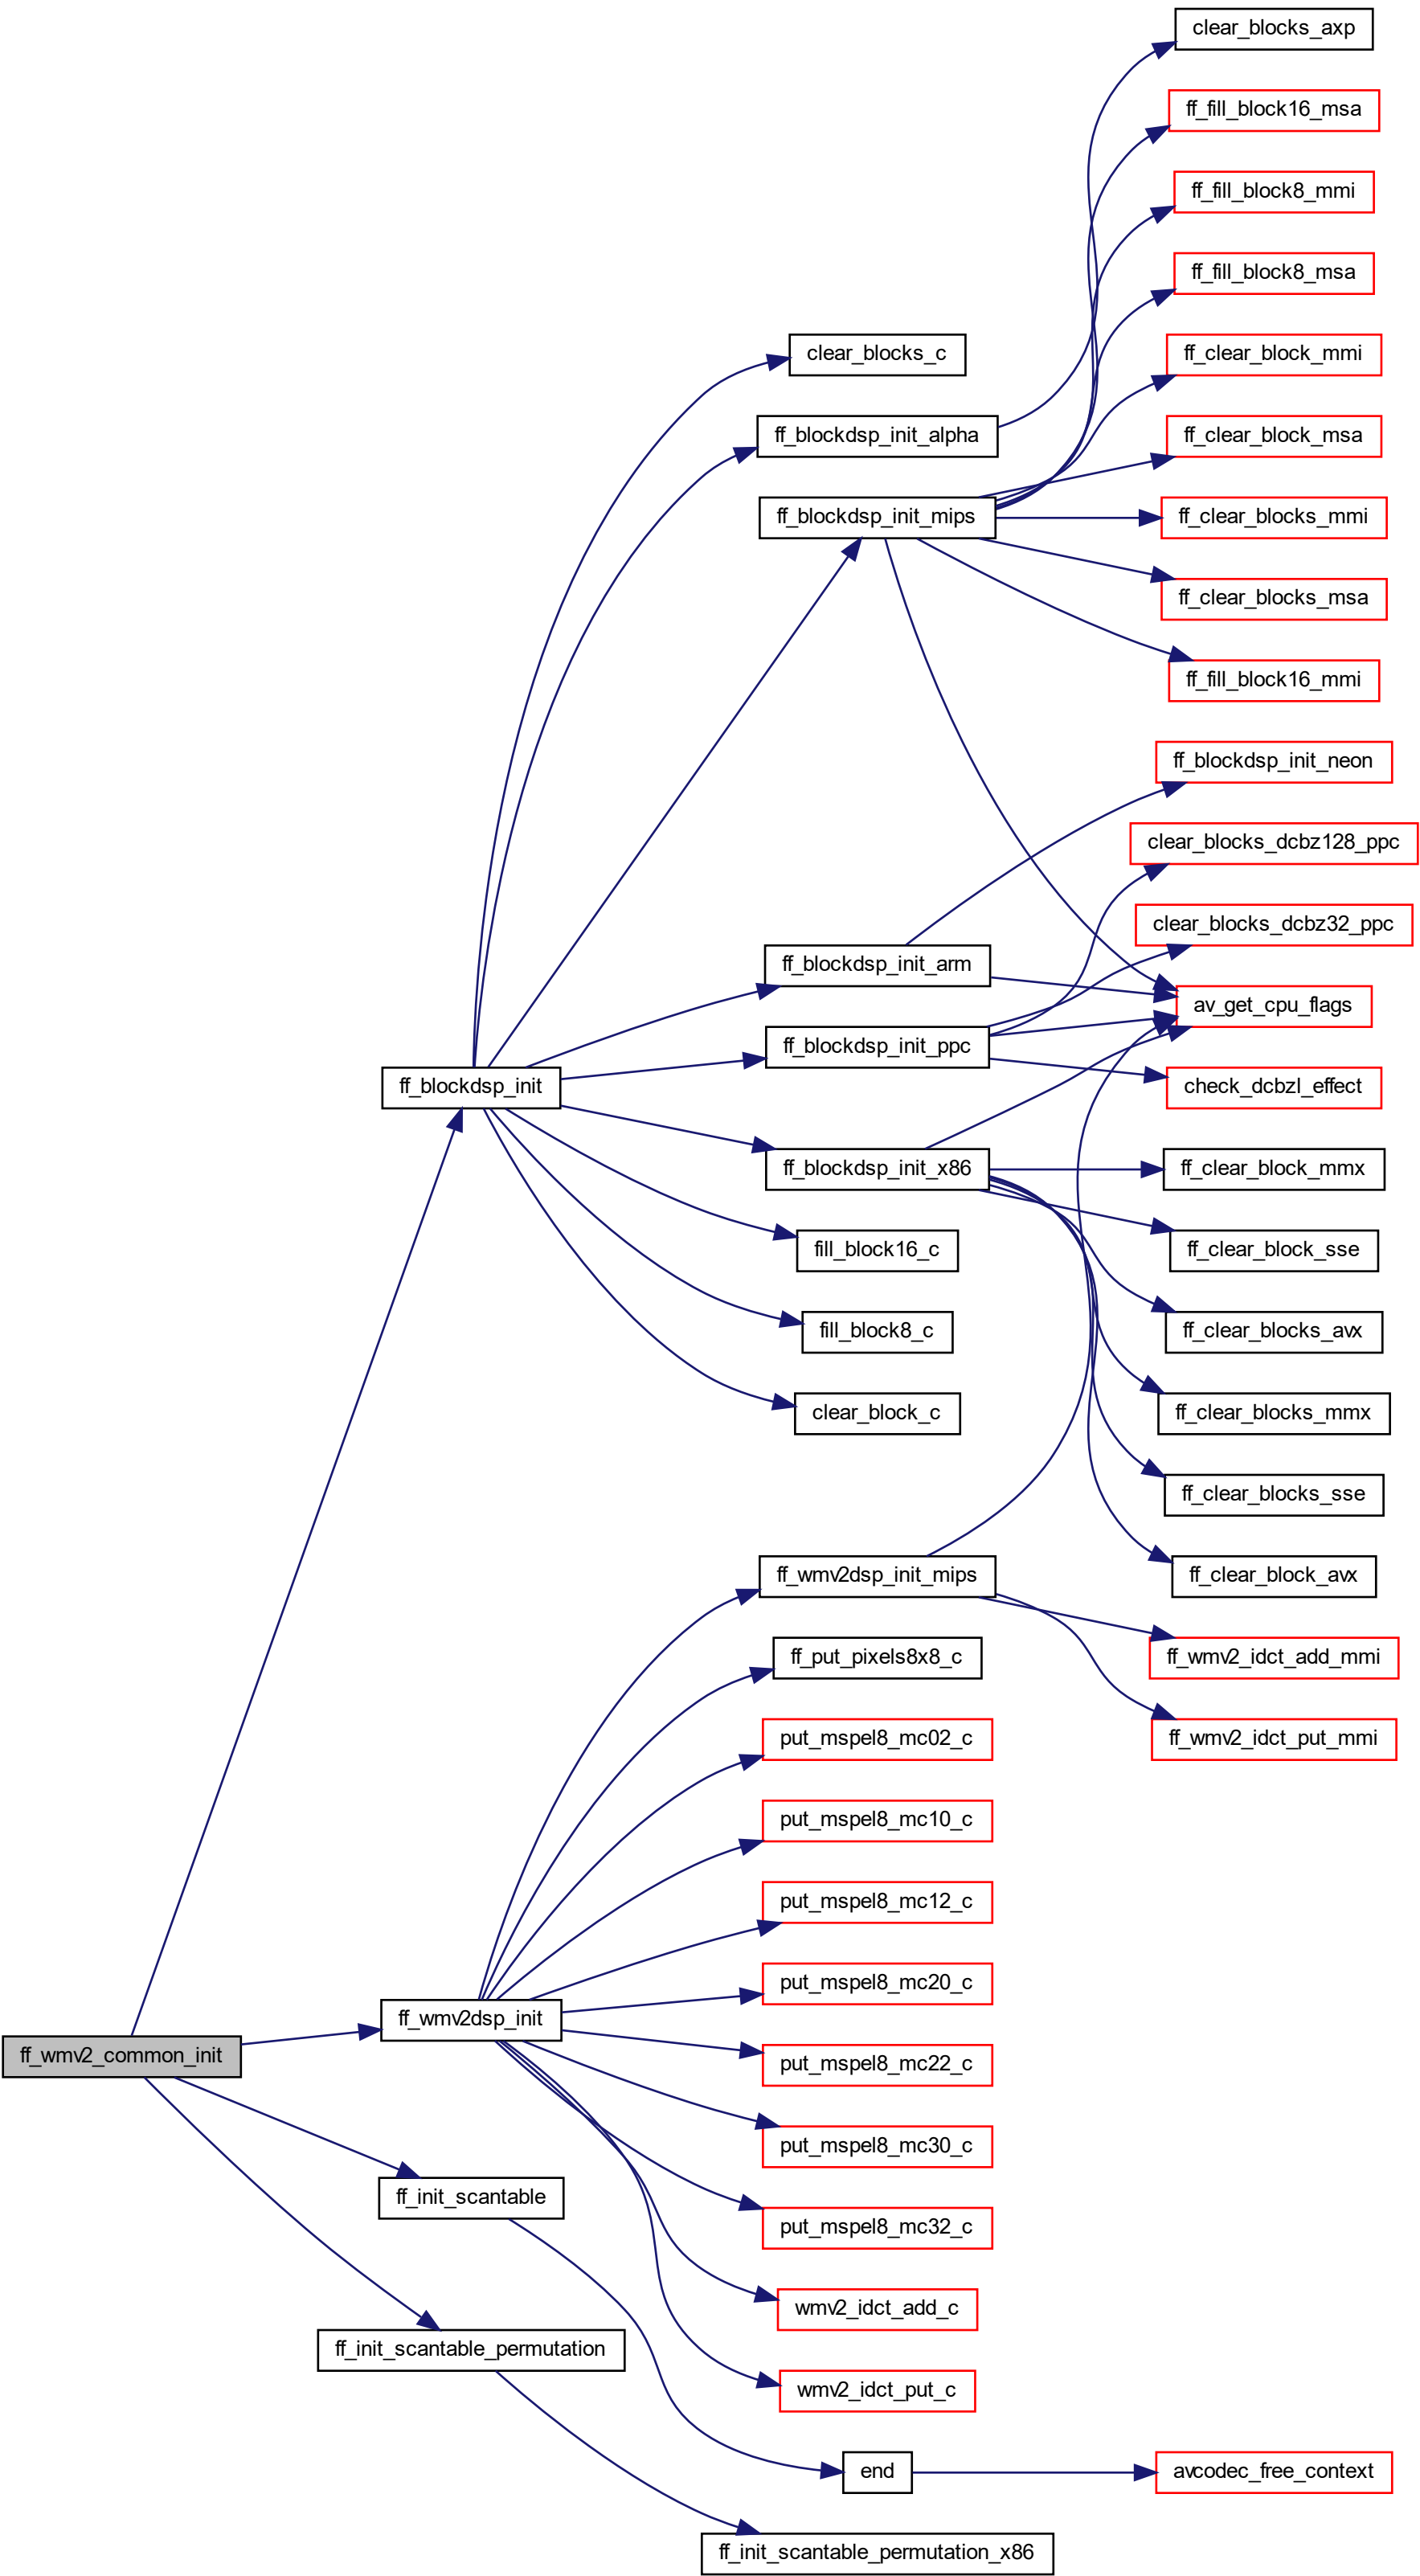 clear_blocks_axp
ff_fill_block16_msa
ff_fill_block8_mmi
ff_fill_block8_msa
clear_blocks_c
ff_clear_block_mmi
ff_blockdsp_init_alpha
ff_clear_block_msa
ff_blockdsp_init_mips
ff_clear_blocks_mmi
ff_clear_blocks_msa
ff_fill_block16_mmi
ff_blockdsp_init_neon
clear_blocks_dcbz128_ppc
clear_blocks_dcbz32_ppc
ff_blockdsp_init_arm
av_get_cpu_flags
ff_blockdsp_init_ppc
check_dcbzl_effect
ff_blockdsp_init
ff_blockdsp_init_x86
ff_clear_block_mmx
fill_block16_c
ff_clear_block_sse
fill_block8_c
ff_clear_blocks_avx
clear_block_c
ff_clear_blocks_mmx
ff_clear_blocks_sse
ff_wmv2dsp_init_mips
ff_clear_block_avx
ff_put_pixels8x8_c
ff_wmv2_idct_add_mmi
put_mspel8_mc02_c
ff_wmv2_idct_put_mmi
put_mspel8_mc10_c
put_mspel8_mc12_c
put_mspel8_mc20_c
ff_wmv2dsp_init
ff_wmv2_common_init
put_mspel8_mc22_c
put_mspel8_mc30_c
ff_init_scantable
put_mspel8_mc32_c
wmv2_idct_add_c
ff_init_scantable_permutation
wmv2_idct_put_c
end
avcodec_free_context
ff_init_scantable_permutation_x86